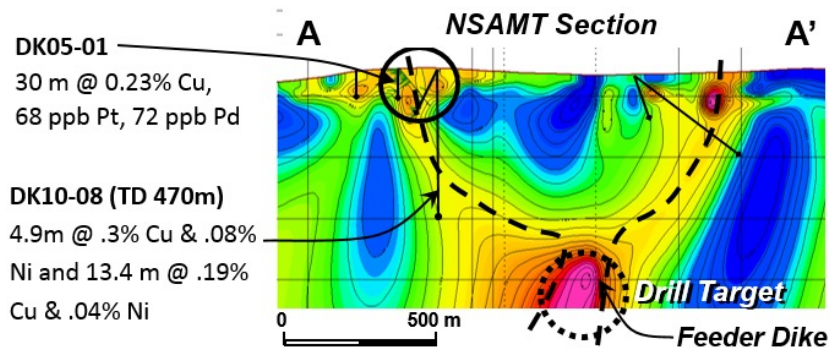 A
NSAMT Section
A'
DK05-01
30 m @ 0.23% Cu,
68 ppb Pt, 72 ppb Pd
DK10-08 (TD 470m)
4.9m @ .3% Cu & .08%
Ni and 13.4 m @ .19%
Cu & .04% Ni
Drill Target
0 500 m
Feeder Dike